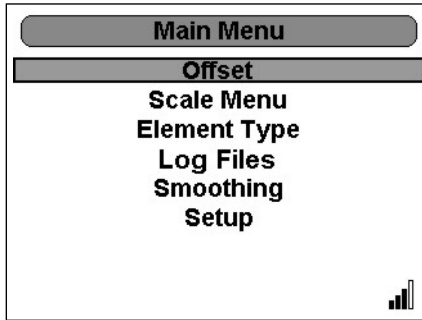 Main Menu
Offset
Scale Menu
Element Type
Log Files
Smoothing
Setup